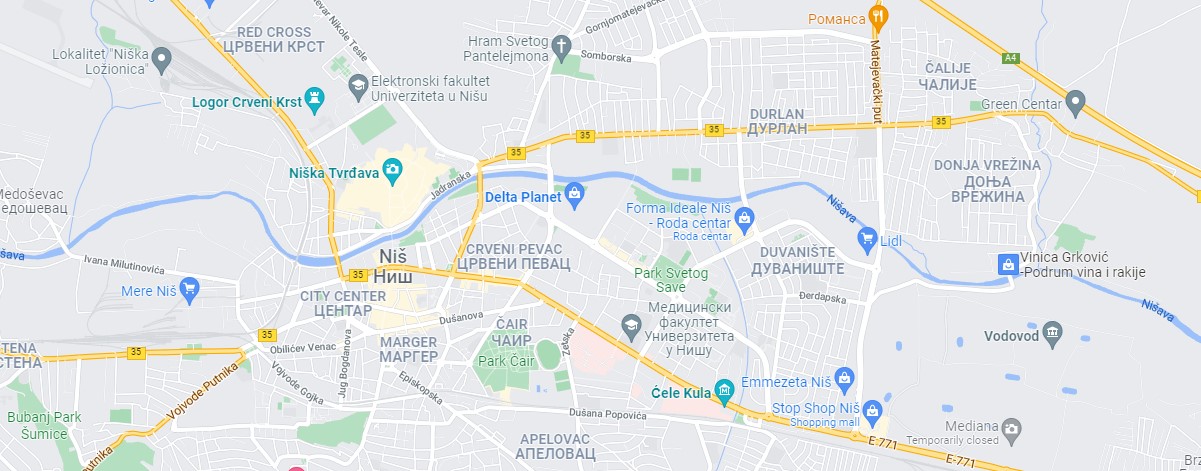 Романса
Gornjomatejeva
evar Nikole Tesle
RED CROSS
ЦРВЕНИ КРСТ
Hram Svetog
Pantelejmona
Somborska
Lokalitet "Niška
Ložionica"
A4
Matejevački put
ČALIJE
ЧАЛИЈЕ
Elektronski fakultet
Univerziteta u Nišu
Logor Crveni Krst
Green Centar
DURLAN
ДУРЛАН
35
35
35
35
Niška Tvrđava
Jadranska
DONJA VREŽINA
ДОЊА
ВРЕЖИНА
Medoševac
едошевац
Delta Planet
Forma Ideale Niš
- Roda centar
Roda centar
Nišava
Lidl
šava
Ivana Milutinovića
Niš
Ниш
35
CRVENI PEVAC
ЦРВЕНИ ПЕВАЦ
DUVANIŠTE
ДУВАНИШТЕ
Vinica Grković
-Podrum vina i rakije
Park Svetog
Save
Mere Niš
CITY CENTER
ЦЕНТАР
Đerdapska
Nišava
Медицински
факултет
Универзитета
у Нишу
Dušanova
ČAIR
ЧАИР
Zetska
35
35
Obilićev Venac
MARGER
МАРГЕР
Park Čair
Vodovod
TENA
СТЕНА
Jug Bogdanova
Vojvode Gojka
Episkopska
Vojvode Putnika
Ćele Kula
Emmezeta Niš
Bubanj Park
Šumice
Dušana Popovića
Stop Shop Niš
Shopping mall
Mediana
Temporarily closed
APELOVAC
АПЕЛОВАЦ
E 771
E-771
Putnika
Brz